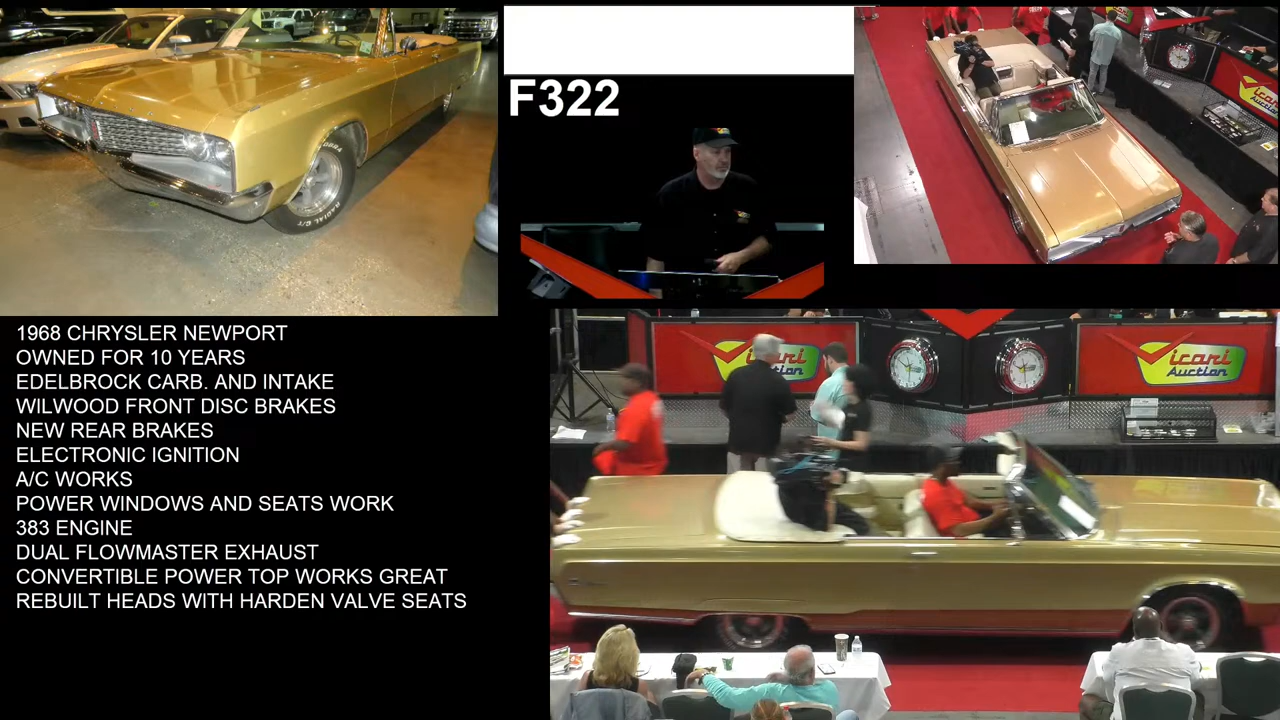 F322
1968 CHRYSLER NEWPORT
OWNED FOR 10 YEARS
EDELBROCK CARB. AND INTAKE
WILWOOD FRONT DISC BRAKES
NEW REAR BRAKES
ELECTRONIC IGNITION
A/C WORKS
POWER WINDOWS AND SEATS WORK
383 ENGINE
DUAL FLOWMASTER EXHAUST
CONVERTIBLE POWER TOP WORKS GREAT
REBUILT HEADS WITH HARDEN VALVE SEATS
RADIAL G/T
Vicari
Auction
Vicari
Auction